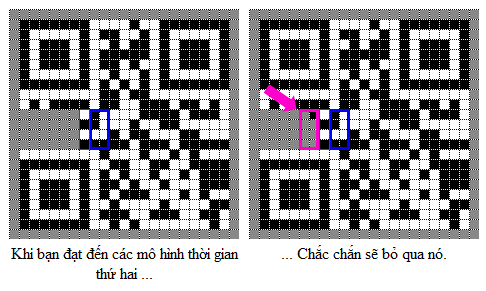 Khi bạn đạt đến các mô hình thời gian
thứ hai ...
... Chắc chắn sẽ bỏ qua nó.